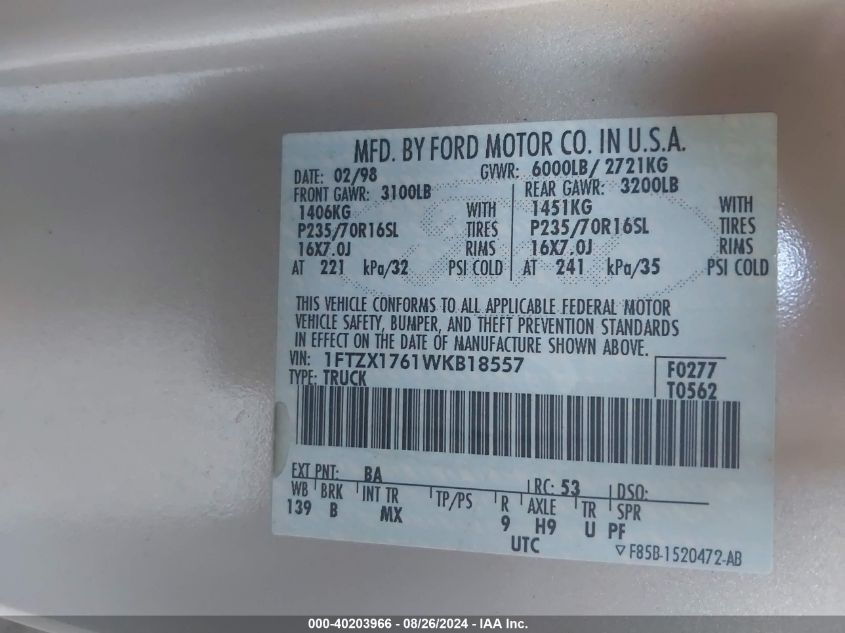 MFD. BY FORD MOTOR CO. IN U.S.A.
DATE: 02/98 GVWR: 6000LB/ 2721KG
FRONT GAWR: 3100LB REAR GAWR: 3200LB
1406KG WITH 1451KG WITH
P235/70R16SL TIRES P235/70R16SL TIRES
16X7.0J RIMS 16X7.0J RIMS
AT 221 kPa/32 PSI COLD AT 241 kPa/35 PSI COLD
THIS VEHICLE CONFORMS TO ALL APPLICABLE FEDERAL MOTOR
VEHICLE SAFETY, BUMPER, AND THEFT PREVENTION STANDARDS
IN EFFECT ON THE DATE OF MANUFACTURE SHOWN ABOVE.
VIN: 1FTZX1761WKB18557 F0277
TYPE: TRUCK T0562
EXT PNT: BA RC: 53 DSO:
WB BRK INT TR TP/PS R AXLE TR SPR
139 B MX 9 H9 U PF
UTC ▽ F85B-1520472-AB
000-40203966 - 08/26/2024 - IAA Inc.